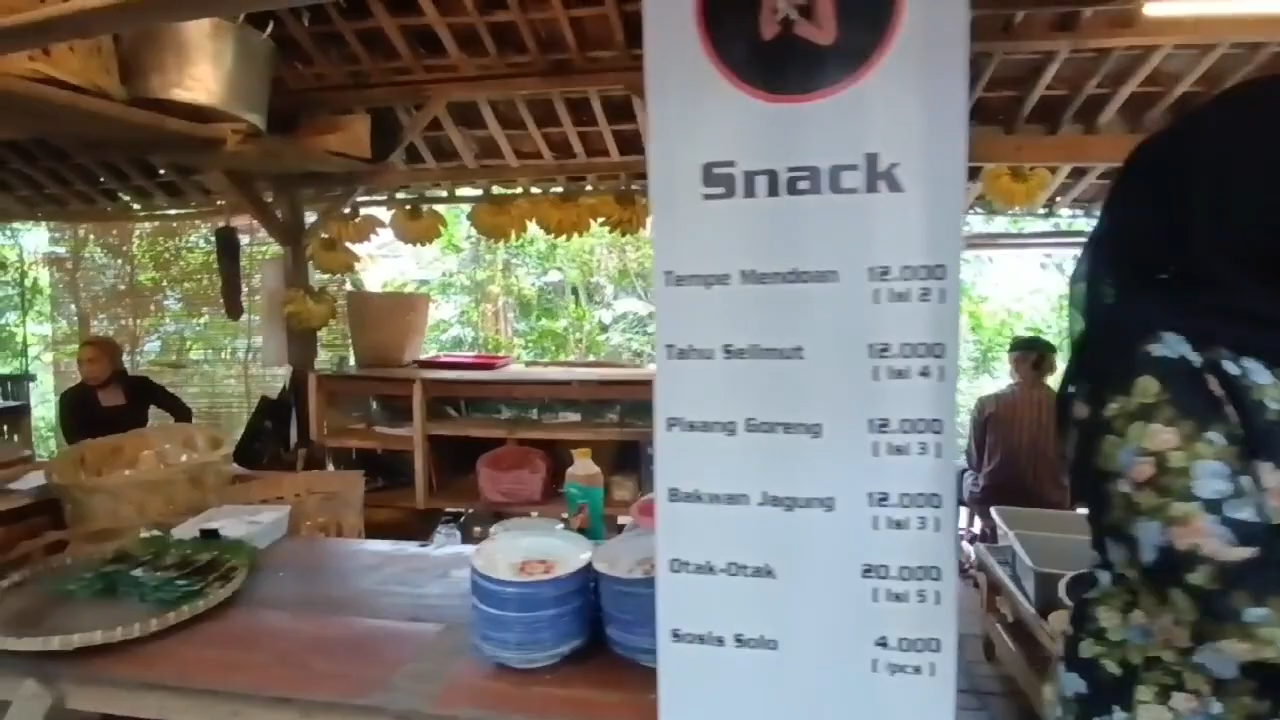 Snack
Tempe Mendoan 12.000
( Isi 2 )
Tahu Selimut 12.000
( Isi 4 )
Pisang Goreng 12.000
( Isi 3 )
Bakwan Jagung 12.000
( Isi 3 )
Otak-Otak 20.000
( Isi 5 )
Sosis Solo 4.000
( /pcs )